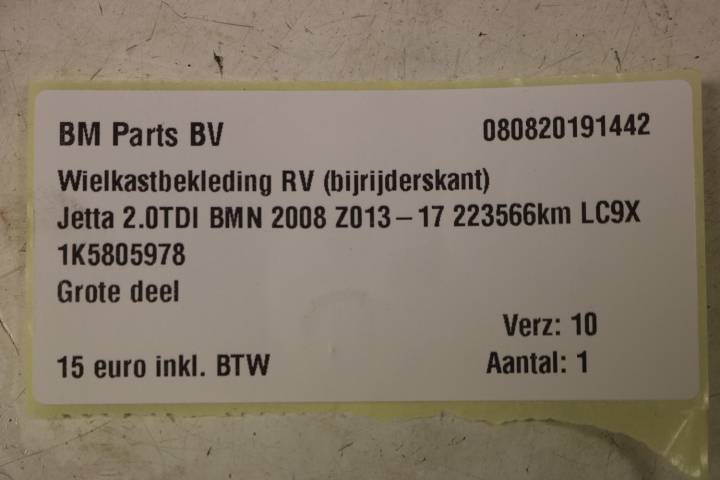 BM Parts BV 080820191442
Wielkastbekleding RV (bijrijderskant)
Jetta 2.0TDI BMN 2008 Z013-17 223566km LC9X
1K5805978
Grote deel
Verz: 10
15 euro inkl. BTW Aantal: 1